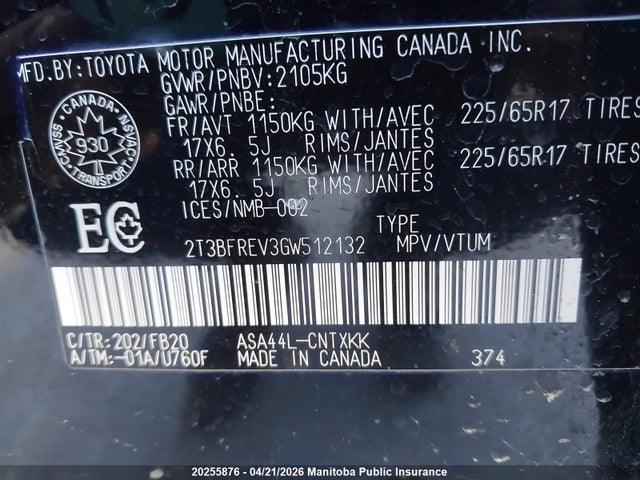 MFD.BY:TOYOTA MOTOR MANUFACTURING CANADA INC.
GVWR/PNBV:2105KG
GAWR/PNBE:
FR/AVT 1150KG WITH/AVEC 225/65R17 TIRES
17X6.5J RIMS/JANTES
RR/ARR 1150KG WITH/AVEC 225/65R17 TIRES
17X6.5J RIMS/JANTES
ICES/NMB-002
TYPE
2T3BFREV3GW512132 MPV/VTUM
CANADA
CMVSS NSVAC
930
TRANSPORT
EC
C/TR:202/FB20 ASA44L-CNTXKK
A/TM:-01A/U760F MADE IN CANADA 374
20255876 - 04/21/2026 Manitoba Public Insurance